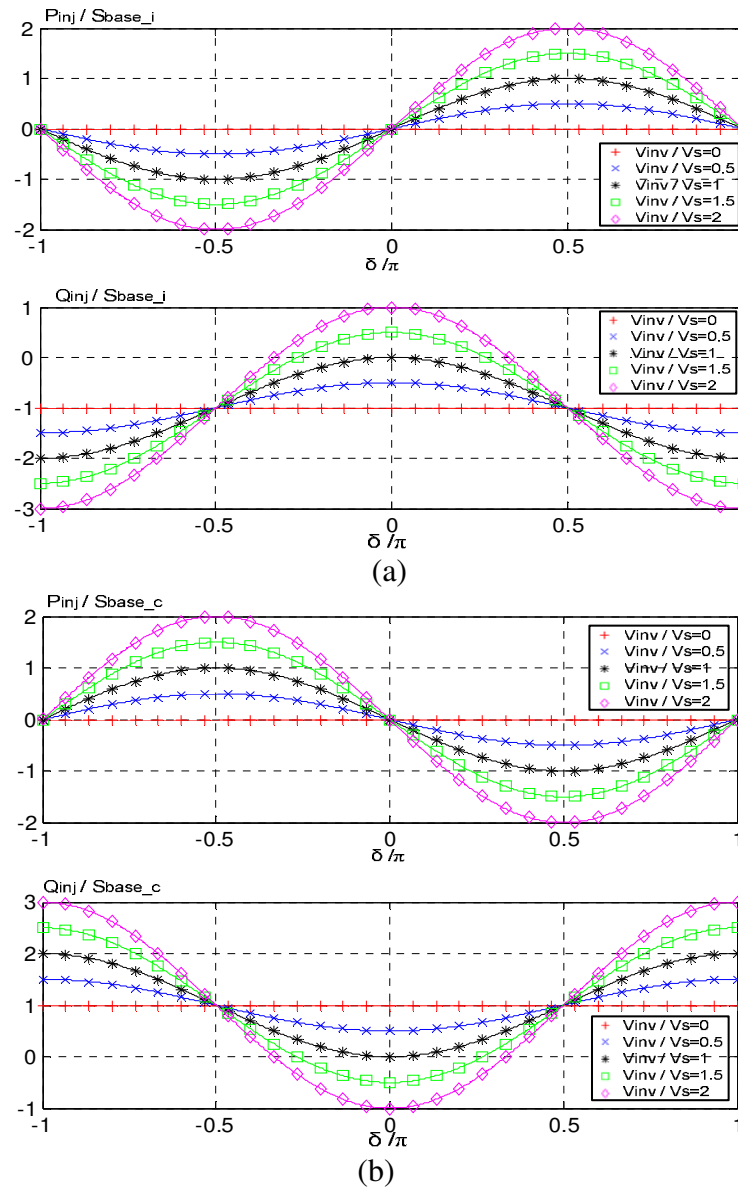 Pinj / Sbase_i
2
1
0
-1
-2
-1
-0.5
0
0.5
δ/π
Vinv / Vs=0
Vinv / Vs=0.5
Vinv / Vs=1
Vinv / Vs=1.5
Vinv / Vs=2
Qinj / Sbase_i
1
0
-1
-2
-3
-1
-0.5
0
0.5
δ/π
Vinv / Vs=0
Vinv / Vs=0.5
Vinv / Vs=1
Vinv / Vs=1.5
Vinv / Vs=2
(a)
Pinj / Sbase_c
2
1
0
-1
-2
-1
-0.5
0
0.5
1
δ/π
Vinv / Vs=0
Vinv / Vs=0.5
Vinv / Vs=1
Vinv / Vs=1.5
Vinv / Vs=2
Qinj / Sbase_c
3
2
1
0
-1
-1
-0.5
0
0.5
1
δ/π
Vinv / Vs=0
Vinv / Vs=0.5
Vinv / Vs=1
Vinv / Vs=1.5
Vinv / Vs=2
(b)